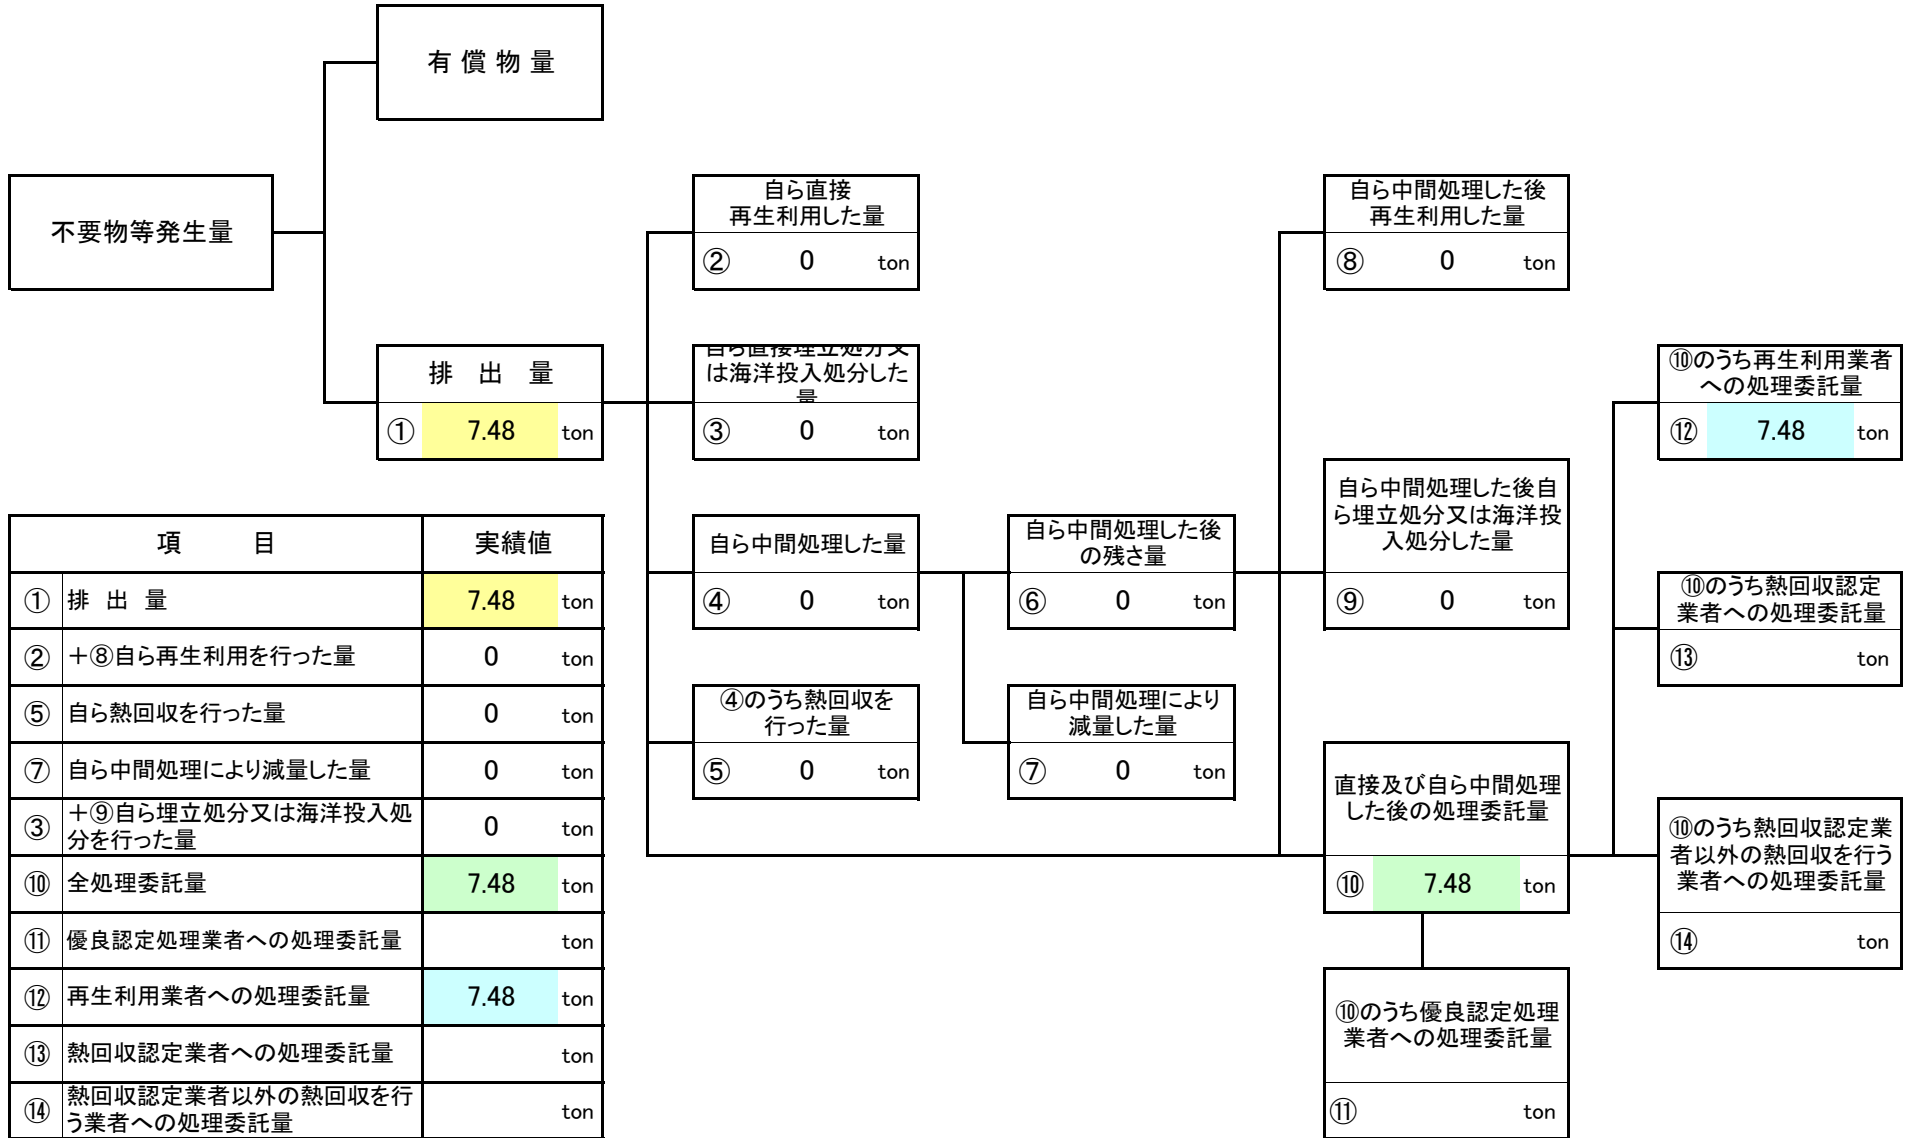 有 償 物 量
不要物等発生量
排 出 量
① 7.48 ton
自ら直接
再生利用した量
② 0 ton
自ら直接埋立処分又
は海洋投入処分した
量
③ 0 ton
自ら中間処理した量
④ 0 ton
④のうち熱回収を
行った量
⑤ 0 ton
自ら中間処理した後
の残さ量
⑥ 0 ton
自ら中間処理により
減量した量
⑦ 0 ton
自ら中間処理した後
再生利用した量
⑧ 0 ton
自ら中間処理した後自
ら埋立処分又は海洋投
入処分した量
⑨ 0 ton
直接及び自ら中間処理
した後の処理委託量
⑩ 7.48 ton
⑩のうち優良認定処理
業者への処理委託量
⑪ ton
⑩のうち再生利用業者
への処理委託量
⑫ 7.48 ton
⑩のうち熱回収認定
業者への処理委託量
⑬ ton
⑩のうち熱回収認定業
者以外の熱回収を行う
業者への処理委託量
⑭ ton
項 目 実績値
① 排 出 量 7.48 ton
② +⑧自ら再生利用を行った量 0 ton
⑤ 自ら熱回収を行った量 0 ton
⑦ 自ら中間処理により減量した量 0 ton
③ +⑨自ら埋立処分又は海洋投入処
分を行った量 0 ton
⑩ 全処理委託量 7.48 ton
⑪ 優良認定処理業者への処理委託量 ton
⑫ 再生利用業者への処理委託量 7.48 ton
⑬ 熱回収認定業者への処理委託量 ton
⑭ 熱回収認定業者以外の熱回収を行
う業者への処理委託量 ton